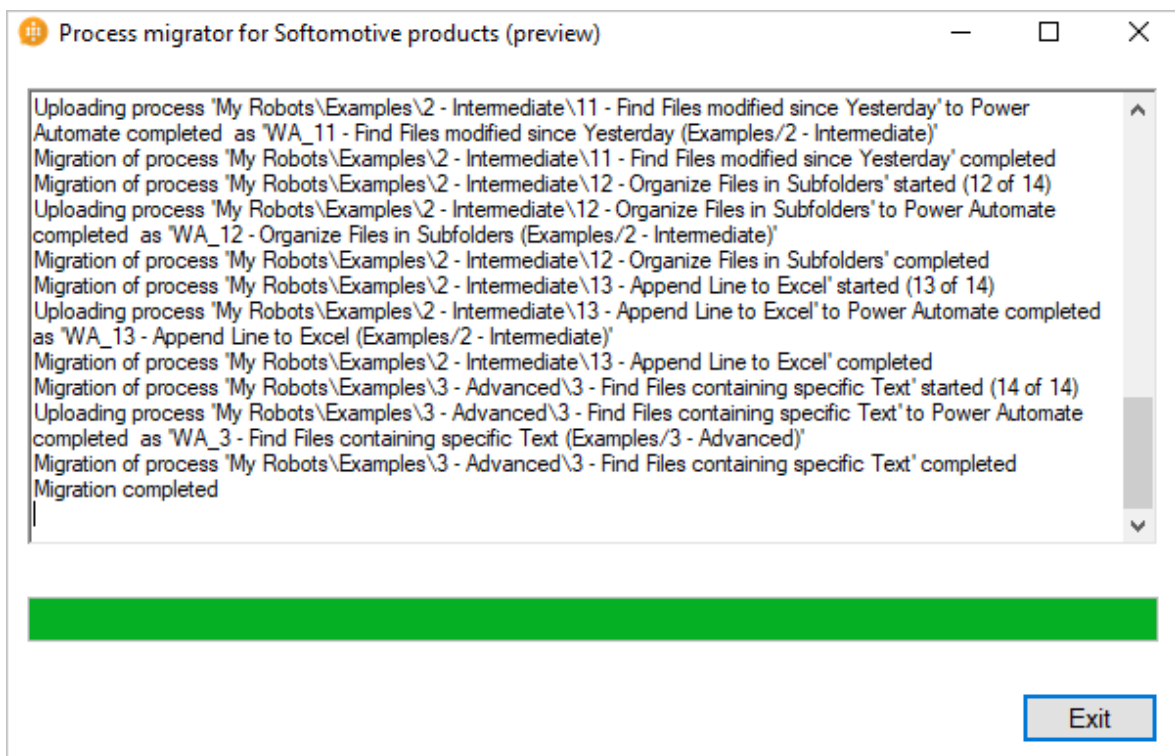 Process migrator for Softomotive products (preview)
Uploading process 'My Robots\Examples\2 - Intermediate\11 - Find Files modified since Yesterday' to Power
Automate completed  as 'WA_11 - Find Files modified since Yesterday (Examples/2 - Intermediate)'
Migration of process 'My Robots\Examples\2 - Intermediate\11 - Find Files modified since Yesterday' completed
Migration of process 'My Robots\Examples\2 - Intermediate\12 - Organize Files in Subfolders' started (12 of 14)
Uploading process 'My Robots\Examples\2 - Intermediate\12 - Organize Files in Subfolders' to Power Automate
completed  as 'WA_12 - Organize Files in Subfolders (Examples/2 - Intermediate)'
Migration of process 'My Robots\Examples\2 - Intermediate\12 - Organize Files in Subfolders' completed
Migration of process 'My Robots\Examples\2 - Intermediate\13 - Append Line to Excel' started (13 of 14)
Uploading process 'My Robots\Examples\2 - Intermediate\13 - Append Line to Excel' to Power Automate completed
as 'WA_13 - Append Line to Excel (Examples/2 - Intermediate)'
Migration of process 'My Robots\Examples\2 - Intermediate\13 - Append Line to Excel' completed
Migration of process 'My Robots\Examples\3 - Advanced\3 - Find Files containing specific Text' started (14 of 14)
Uploading process 'My Robots\Examples\3 - Advanced\3 - Find Files containing specific Text' to Power Automate
completed  as 'WA_3 - Find Files containing specific Text (Examples/3 - Advanced)'
Migration of process 'My Robots\Examples\3 - Advanced\3 - Find Files containing specific Text' completed
Migration completed
Exit